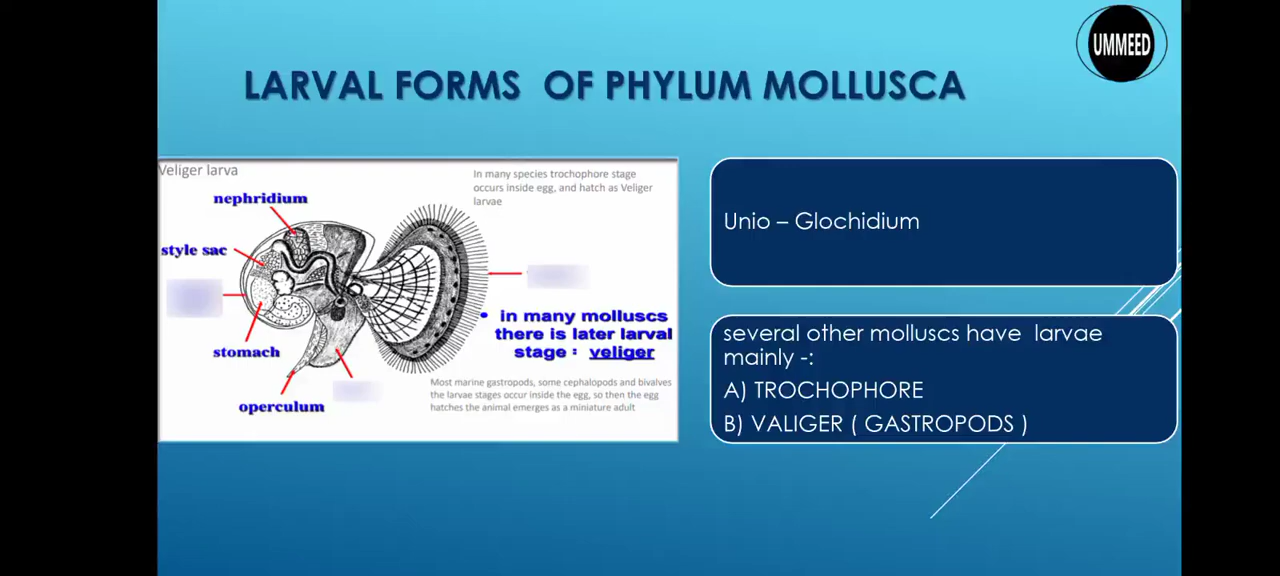 UMMEED
LARVAL FORMS OF PHYLUM MOLLUSCA
Veliger larva
In many species trochophore stage
occurs inside egg, and hatch as Veliger
larvae
nephridium
style sac
stomach
operculum
• in many molluscs
there is later larval
stage : veliger
Most marine gastropods, some cephalopods and bivalves
the larvae stages occur inside the egg, so then the egg
hatches the animal emerges as a miniature adult
Unio – Glochidium
several other molluscs have larvae
mainly -:
A) TROCHOPHORE
B) VALIGER ( GASTROPODS )